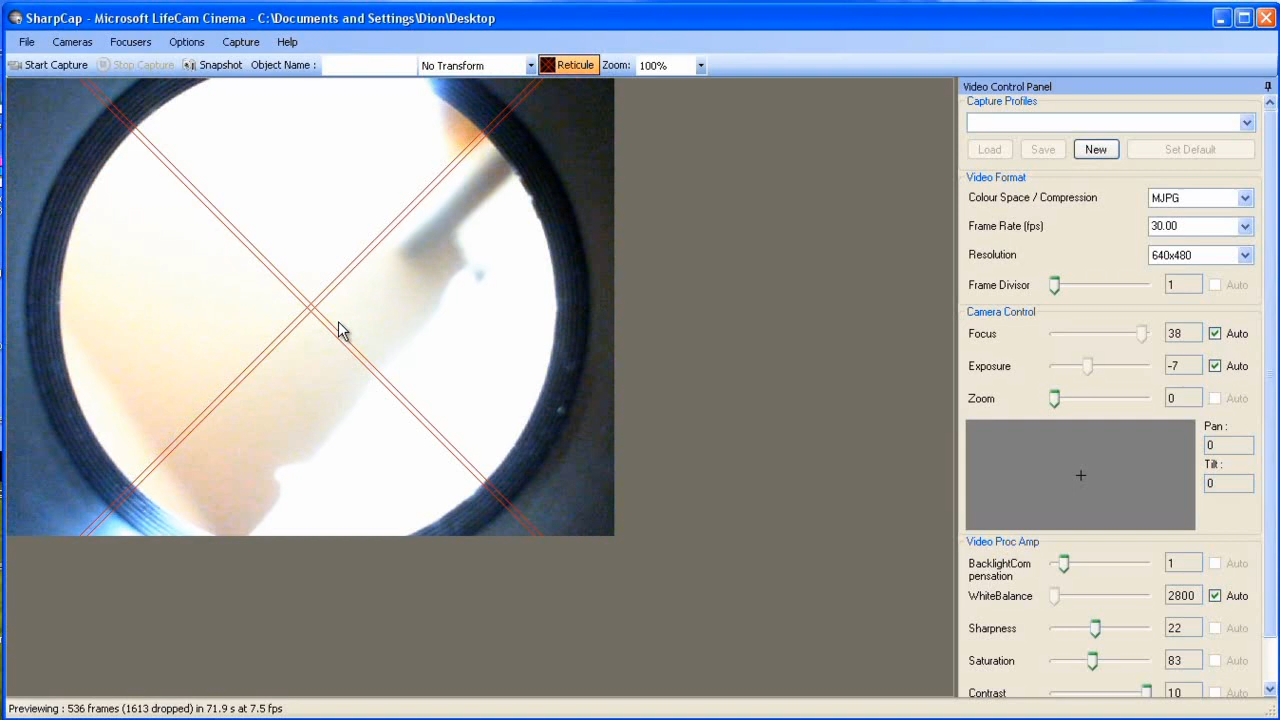 SharpCap - Microsoft LifeCam Cinema - C:\Documents and Settings\Dion\Desktop
File Cameras Focusers Options Capture Help
Start Capture Stop Capture Snapshot Object Name : No Transform Reticule Zoom: 100%
Video Control Panel
Capture Profiles
Load Save New Set Default
Video Format
Colour Space / Compression MJPG
Frame Rate (fps) 30.00
Resolution 640x480
Frame Divisor 1 Auto
Camera Control
Focus 38 Auto
Exposure -7 Auto
Zoom 0 Auto
Pan :
0
Tilt :
0
Video Proc Amp
BacklightCom
pensation 1 Auto
WhiteBalance 2800 Auto
Sharpness 22 Auto
Saturation 83 Auto
Contrast 10 Auto
Previewing : 536 frames (1613 dropped) in 71.9 s at 7.5 fps